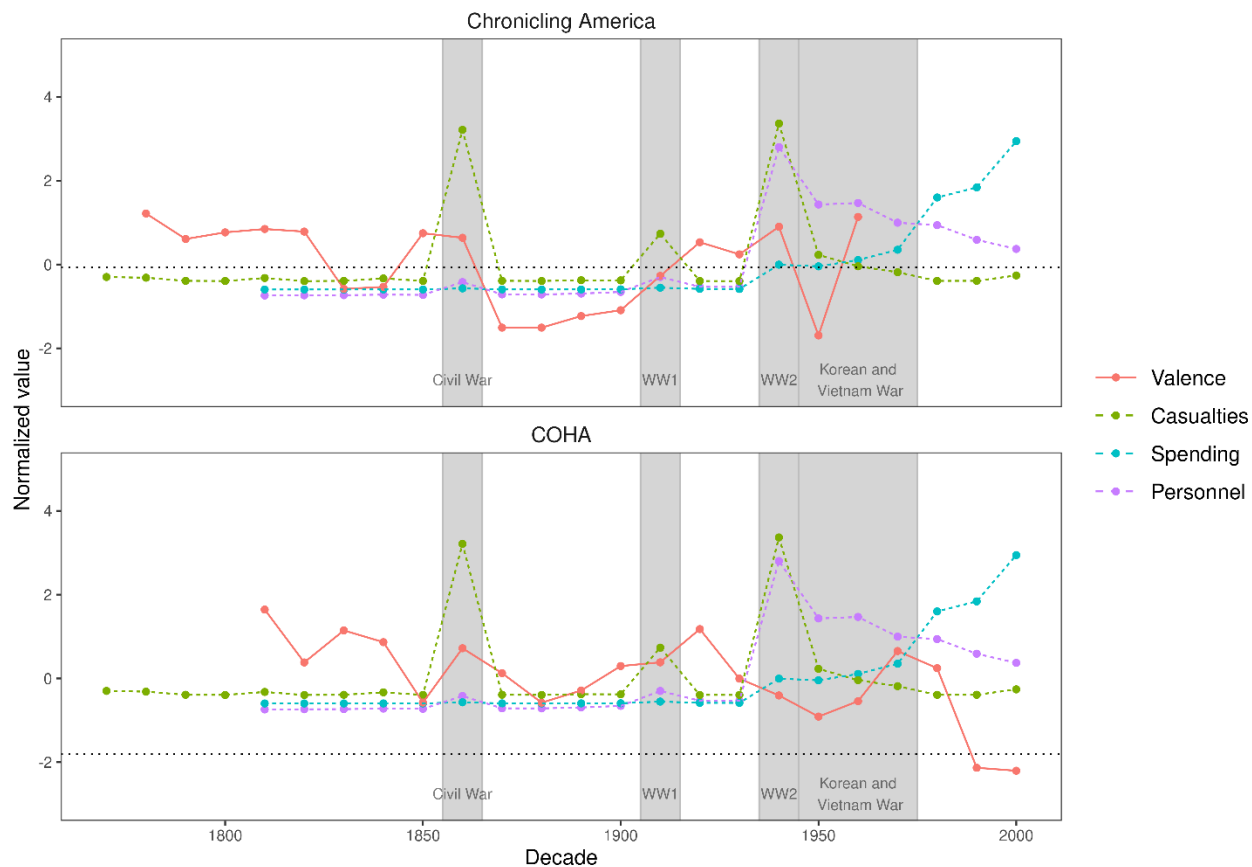 Chronicling America
4
2
0
-2
Civil War
WW1
WW2
Korean and
Vietnam War
COHA
4
2
0
-2
Civil War
WW1
WW2
Korean and
Vietnam War
1800
1850
1900
1950
2000
Decade
Normalized value
Valence
Casualties
Spending
Personnel